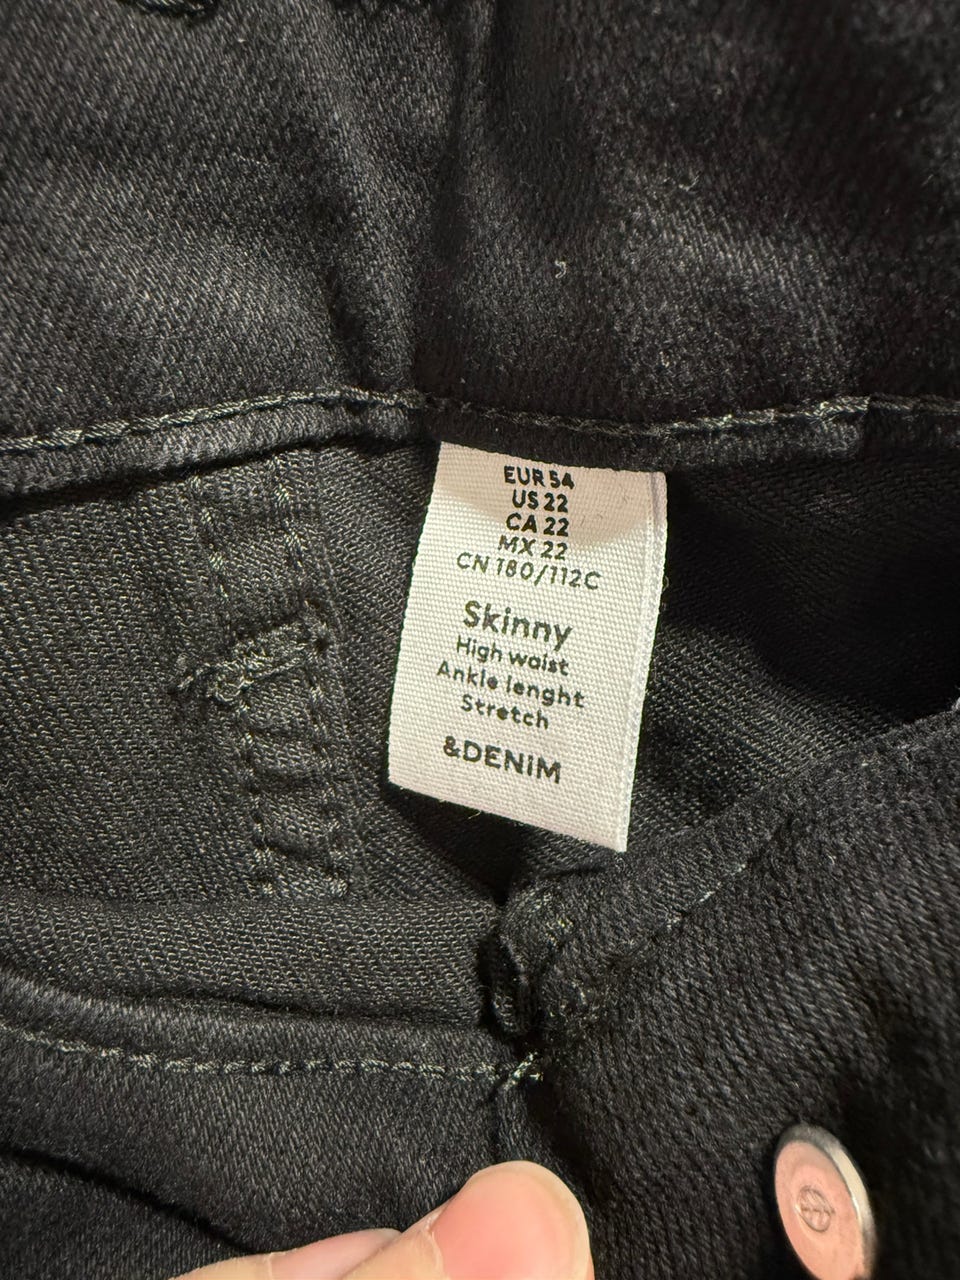 EUR 54
US 22
CA 22
MX 22
CN 180/112C
Skinny
High waist
Ankle lenght
Stretch
&DENIM